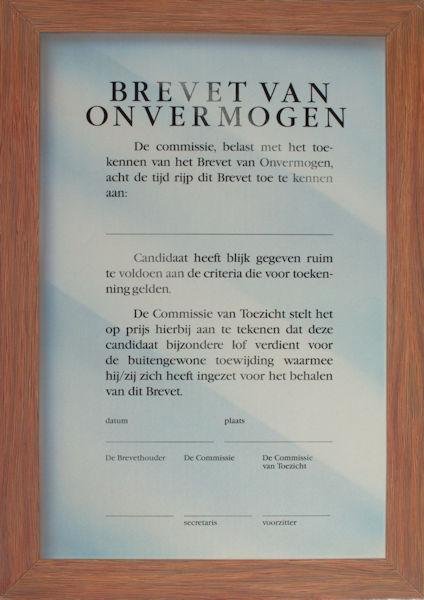 BREVET VAN
ONVERMOGEN
De commissie, belast met het toe-
kennen van het Brevet van Onvermogen,
acht de tijd rijp dit Brevet toe te kennen
aan:
Candidaat heeft blijk gegeven ruim
te voldoen aan de criteria die voor toeken-
ning gelden.
De Commissie van Toezicht stelt het
op prijs hierbij aan te tekenen dat deze
candidaat bijzondere lof verdient voor
de buitengewone toewijding waarmee
hij/zij zich heeft ingezet voor het behalen
van dit Brevet.
datum plaats
De Brevethouder De Commissie De Commissie
van Toezicht
secretaris voorzitter